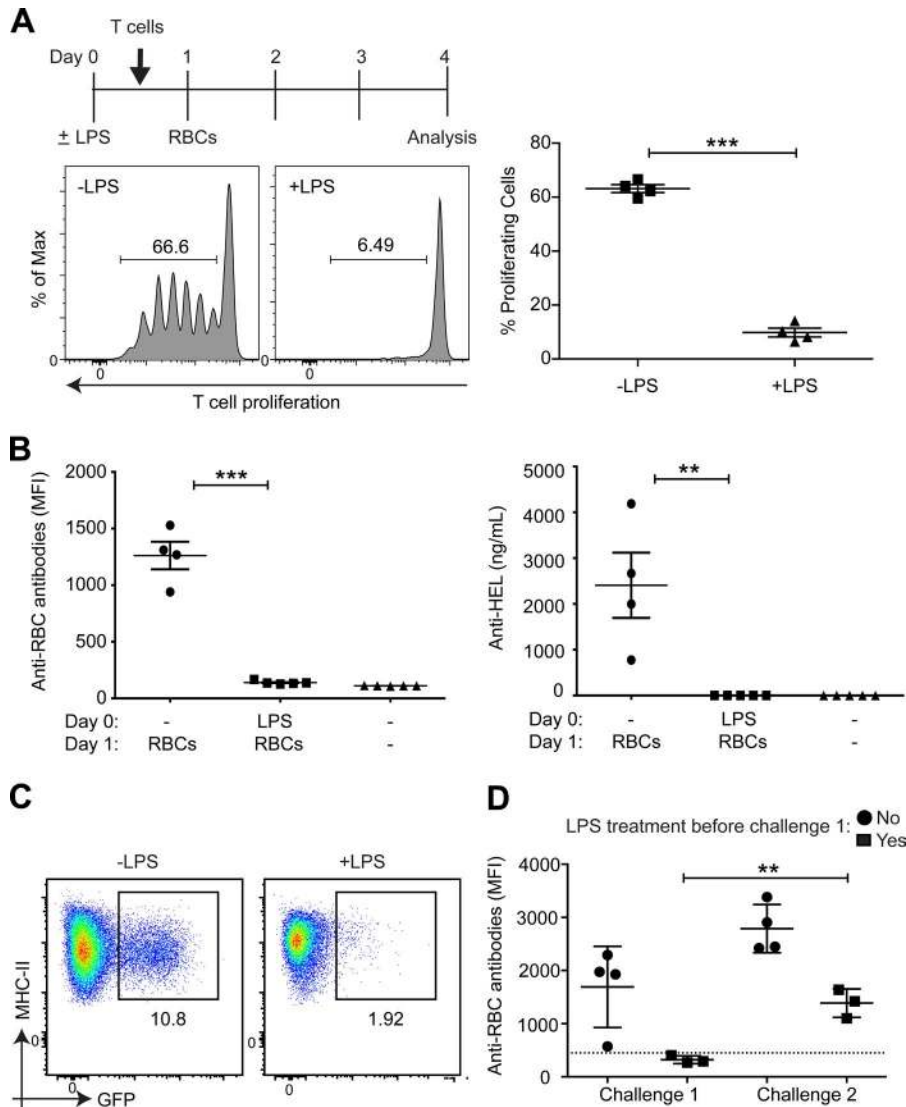 A
T cells
Day 0 1 2 3 4
± LPS RBCs Analysis
-LPS
66.6
+LPS
6.49
% of Max
0 0
0 0
T cell proliferation
***
% Proliferating Cells
80
60
40
20
0
-LPS +LPS
B
***
Anti-RBC antibodies (MFI)
2000
1500
1000
500
0
Day 0: - LPS -
Day 1: RBCs RBCs -
**
Anti-HEL (ng/mL)
5000
4000
3000
2000
1000
0
Day 0: - LPS -
Day 1: RBCs RBCs -
C
-LPS +LPS
MHC-II
10.8 1.92
0 0
0 0
GFP
D
LPS treatment before challenge 1: No
Yes
**
Anti-RBC antibodies (MFI)
4000
3000
2000
1000
0
Challenge 1 Challenge 2